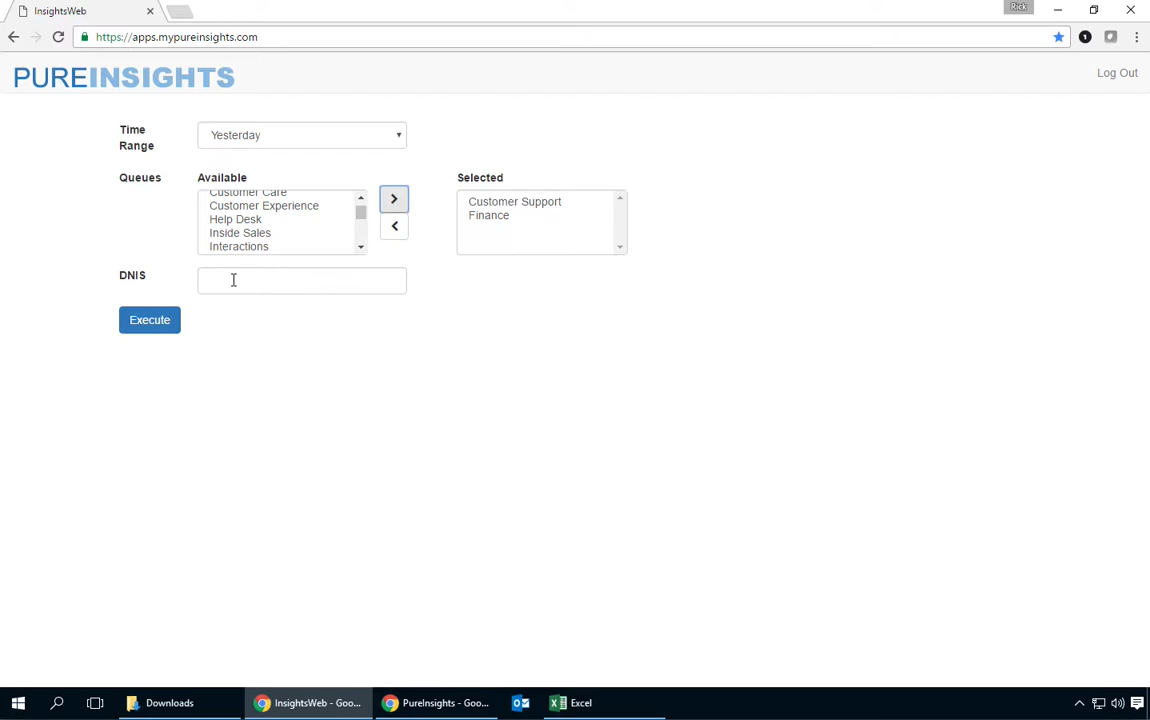 InsightsWeb
Rick
https://apps.mypureinsights.com
PUREINSIGHTS
Log Out
Time Range
Yesterday
Queues
Available
Selected
Customer Care
Customer Experience
Help Desk
Inside Sales
Interactions
Customer Support
Finance
DNIS
Execute
Downloads
InsightsWeb - Goo...
PureInsights - Goo...
Excel